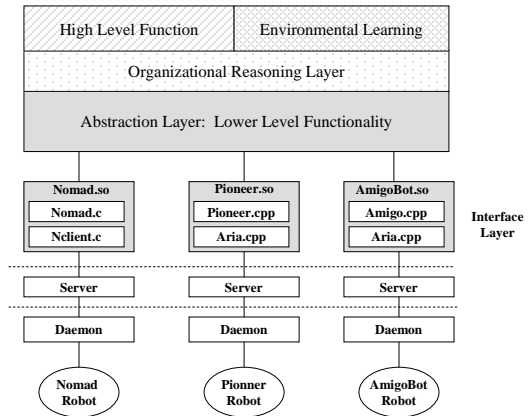 High Level Function
Environmental Learning
Organizational Reasoning Layer
Abstraction Layer: Lower Level Functionality
Nomad.so
Nomad.c
Nclient.c
Pioneer.so
Pioneer.cpp
Aria.cpp
AmigoBot.so
Amigo.cpp
Aria.cpp
Interface
Layer
Server
Server
Server
Daemon
Daemon
Daemon
Nomad
Robot
Pionner
Robot
AmigoBot
Robot